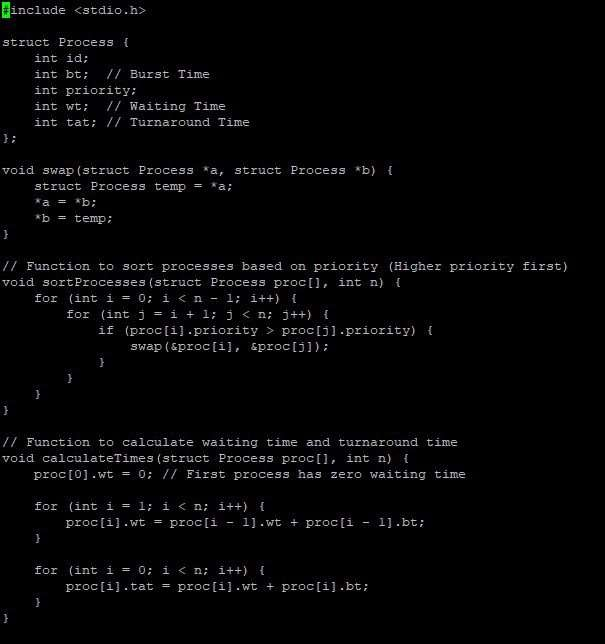 #include <stdio.h>

struct Process {
    int id;
    int bt;  // Burst Time
    int priority;
    int wt;  // Waiting Time
    int tat; // Turnaround Time
};

void swap(struct Process *a, struct Process *b) {
    struct Process temp = *a;
    *a = *b;
    *b = temp;
}

// Function to sort processes based on priority (Higher priority first)
void sortProcesses(struct Process proc[], int n) {
    for (int i = 0; i < n - 1; i++) {
        for (int j = i + 1; j < n; j++) {
            if (proc[i].priority > proc[j].priority) {
                swap(&proc[i], &proc[j]);
            }
        }
    }
}

// Function to calculate waiting time and turnaround time
void calculateTimes(struct Process proc[], int n) {
    proc[0].wt = 0; // First process has zero waiting time

    for (int i = 1; i < n; i++) {
        proc[i].wt = proc[i - 1].wt + proc[i - 1].bt;
    }

    for (int i = 0; i < n; i++) {
        proc[i].tat = proc[i].wt + proc[i].bt;
    }
}